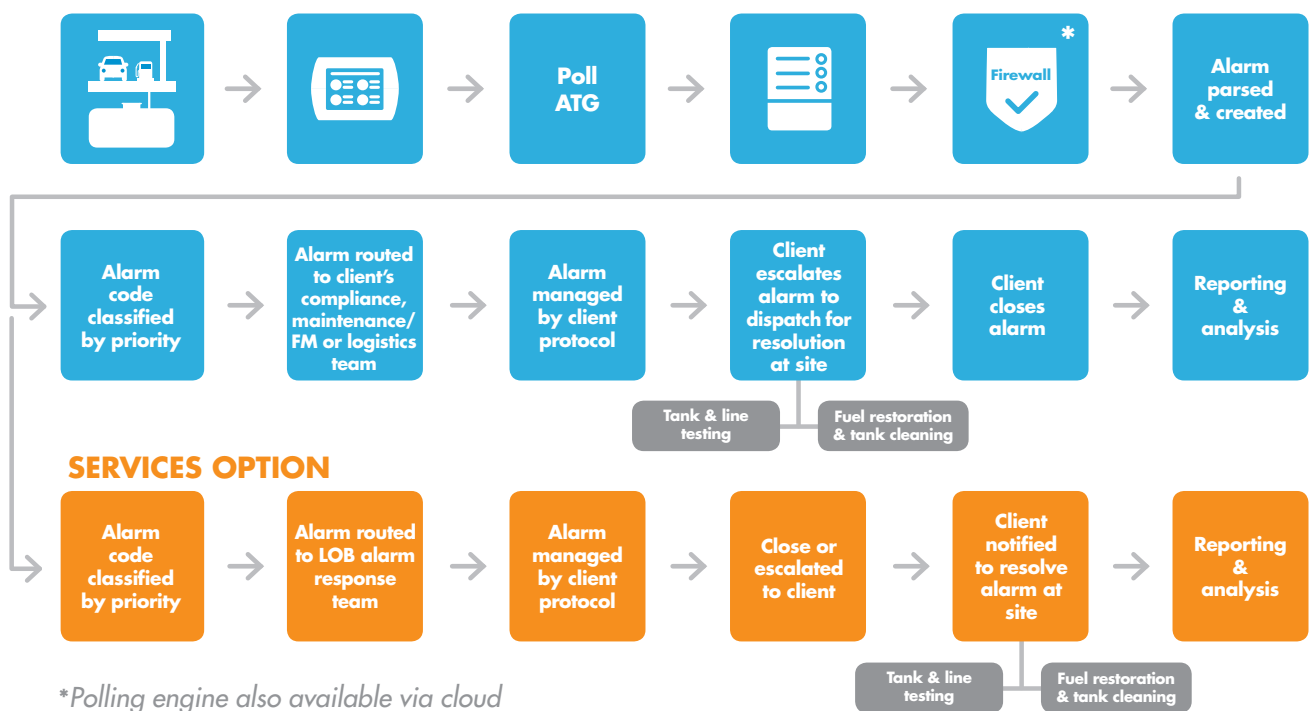 Poll
ATG
*
Firewall
Alarm
parsed
& created
Alarm
code
classified
by priority
Alarm routed
to client’s
compliance,
maintenance/
FM or logistics
team
Alarm
managed
by client
protocol
Client
escalates
alarm to
dispatch for
resolution
at site
Client
closes
alarm
Reporting
&
analysis
Tank & line
testing
Fuel restoration
& tank cleaning
SERVICES OPTION
Alarm
code
classified
by priority
Alarm routed
to LOB alarm
response
team
Alarm
managed
by client
protocol
Close or
escalated
to client
Client
notified
to resolve
alarm at
site
Reporting
&
analysis
Tank & line
testing
Fuel restoration
& tank cleaning
*Polling engine also available via cloud